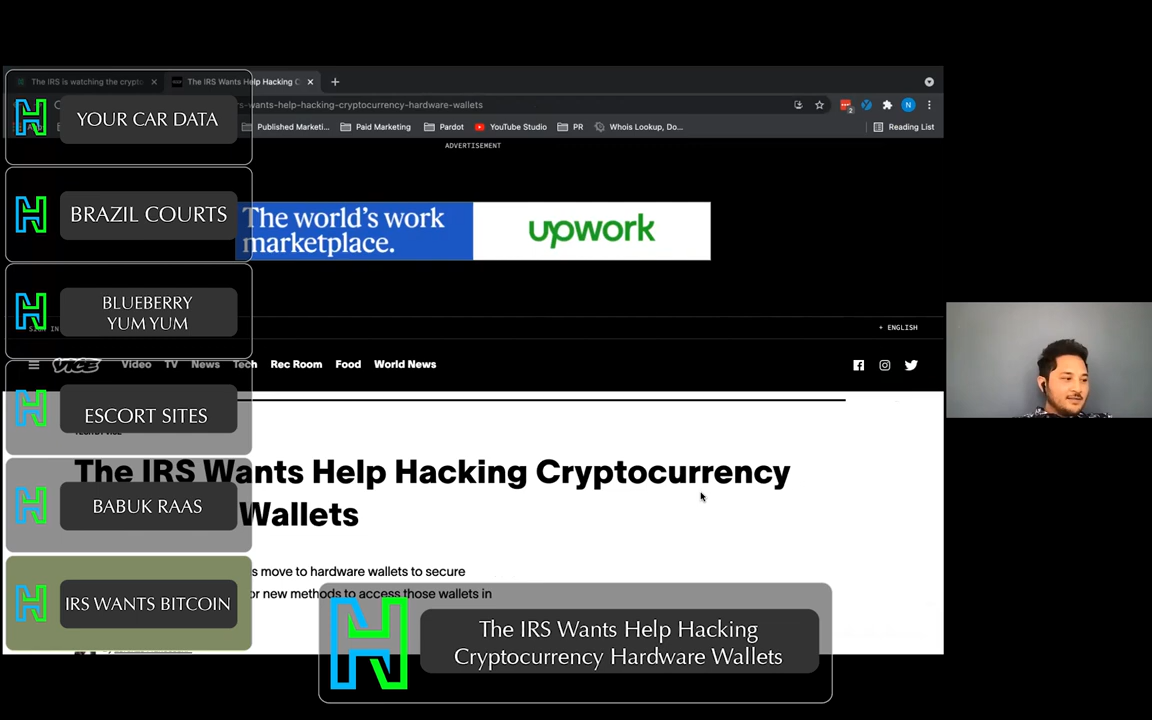 The IRS is watching the crypto
The IRS Wants Help Hacking C
rs-wants-help-hacking-cryptocurrency-hardware-wallets
N
Published Marketi...
Paid Marketing
Pardot
YouTube Studio
PR
Whois Lookup, Do...
Reading List
ADVERTISEMENT
YOUR CAR DATA
BRAZIL COURTS
BLUEBERRY
YUM YUM
ESCORT SITES
BABUK RAAS
IRS WANTS BITCOIN
The world's work
marketplace.
upwork
SIGN IN
+ ENGLISH
VICE
Video
TV
News
Tech
Rec Room
Food
World News
The IRS Wants Help Hacking Cryptocurrency
Wallets
s move to hardware wallets to secure
or new methods to access those wallets in
The IRS Wants Help Hacking
Cryptocurrency Hardware Wallets